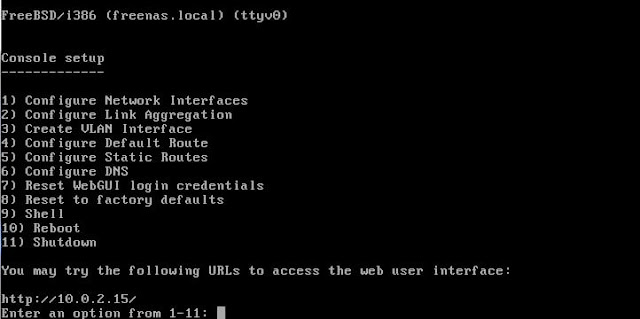 FreeBSD/i386 (freenas.local) (ttyv0)
Console setup
-------------
1) Configure Network Interfaces
2) Configure Link Aggregation
3) Create VLAN Interface
4) Configure Default Route
5) Configure Static Routes
6) Configure DNS
7) Reset WebGUI login credentials
8) Reset to factory defaults
9) Shell
10) Reboot
11) Shutdown
You may try the following URLs to access the web user interface:
http://10.0.2.15/
Enter an option from 1-11: